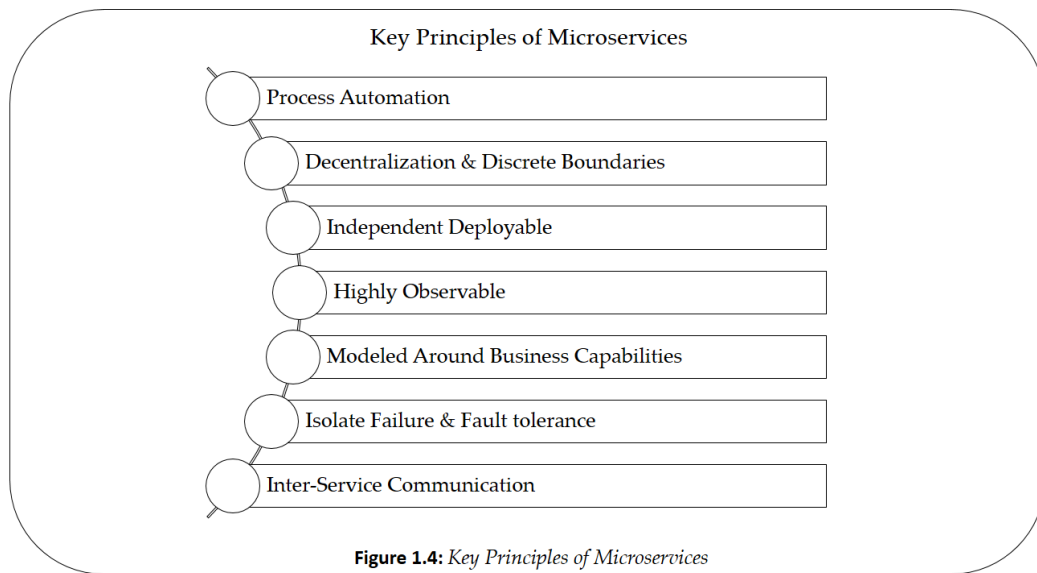 Key Principles of Microservices
Process Automation
Decentralization & Discrete Boundaries
Independent Deployable
Highly Observable
Modeled Around Business Capabilities
Isolate Failure & Fault tolerance
Inter-Service Communication
Figure 1.4: Key Principles of Microservices